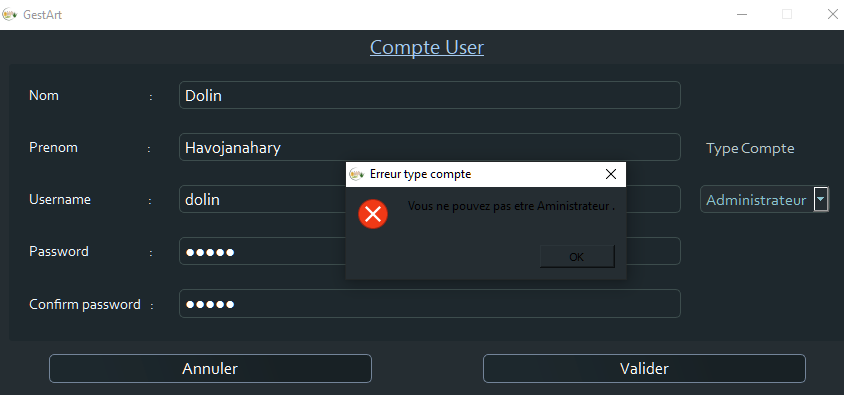 GestArt
Compte User
Nom : Dolin
Prenom : Havojanahary
Type Compte
Erreur type compte
Username : dolin
Administrateur
Vous ne pouvez pas etre Aministrateur .
Password : ●●●●●
OK
Confirm password : ●●●●●
Annuler
Valider